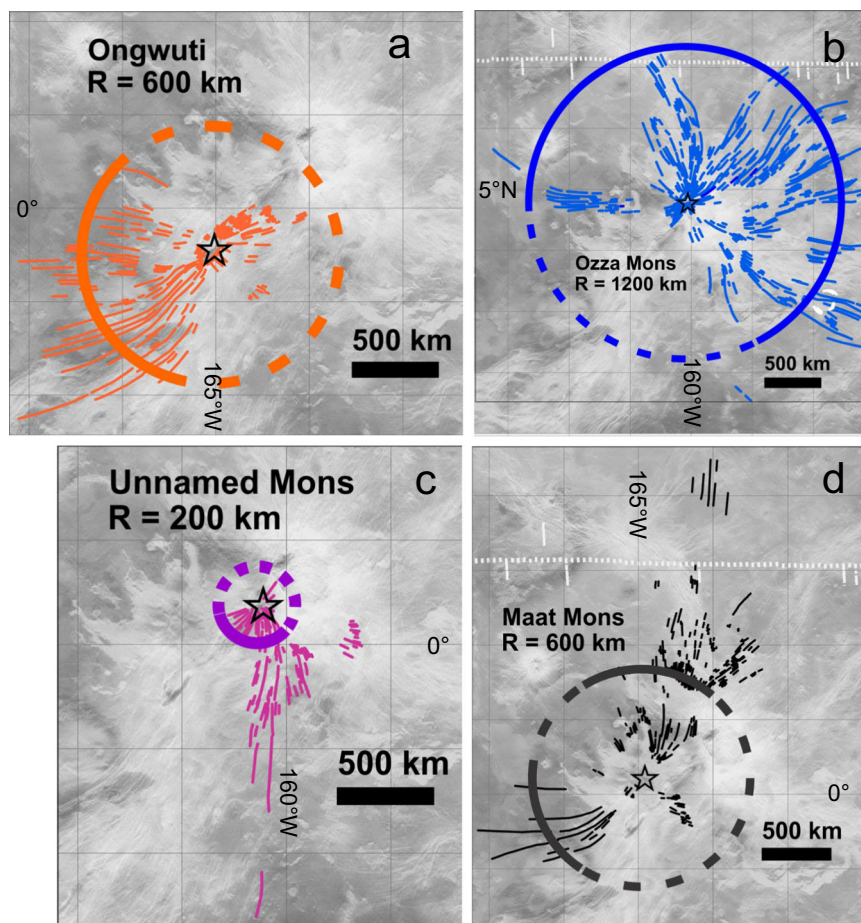 a
Ongwuti
R = 600 km
0°
500 km
165°W
b
5°N
Ozza Mons
R = 1200 km
500 km
160°W
c
Unnamed Mons
R = 200 km
0°
500 km
160°W
d
165°W
Maat Mons
R = 600 km
0°
500 km